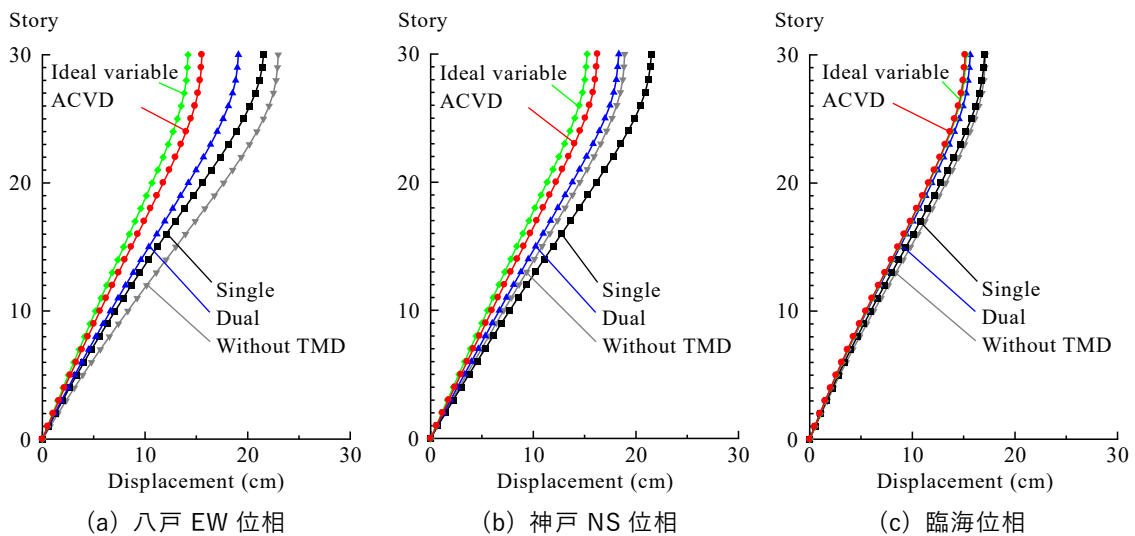 Story
30
20
10
0
Ideal variable
ACVD
Single
Dual
Without TMD
0 10 20 30
Displacement (cm)
(a) 八戸 EW 位相
Story
30
20
10
0
Ideal variable
ACVD
Single
Dual
Without TMD
0 10 20 30
Displacement (cm)
(b) 神戸 NS 位相
Story
30
20
10
0
Ideal variable
ACVD
Single
Dual
Without TMD
0 10 20 30
Displacement (cm)
(c) 臨海位相